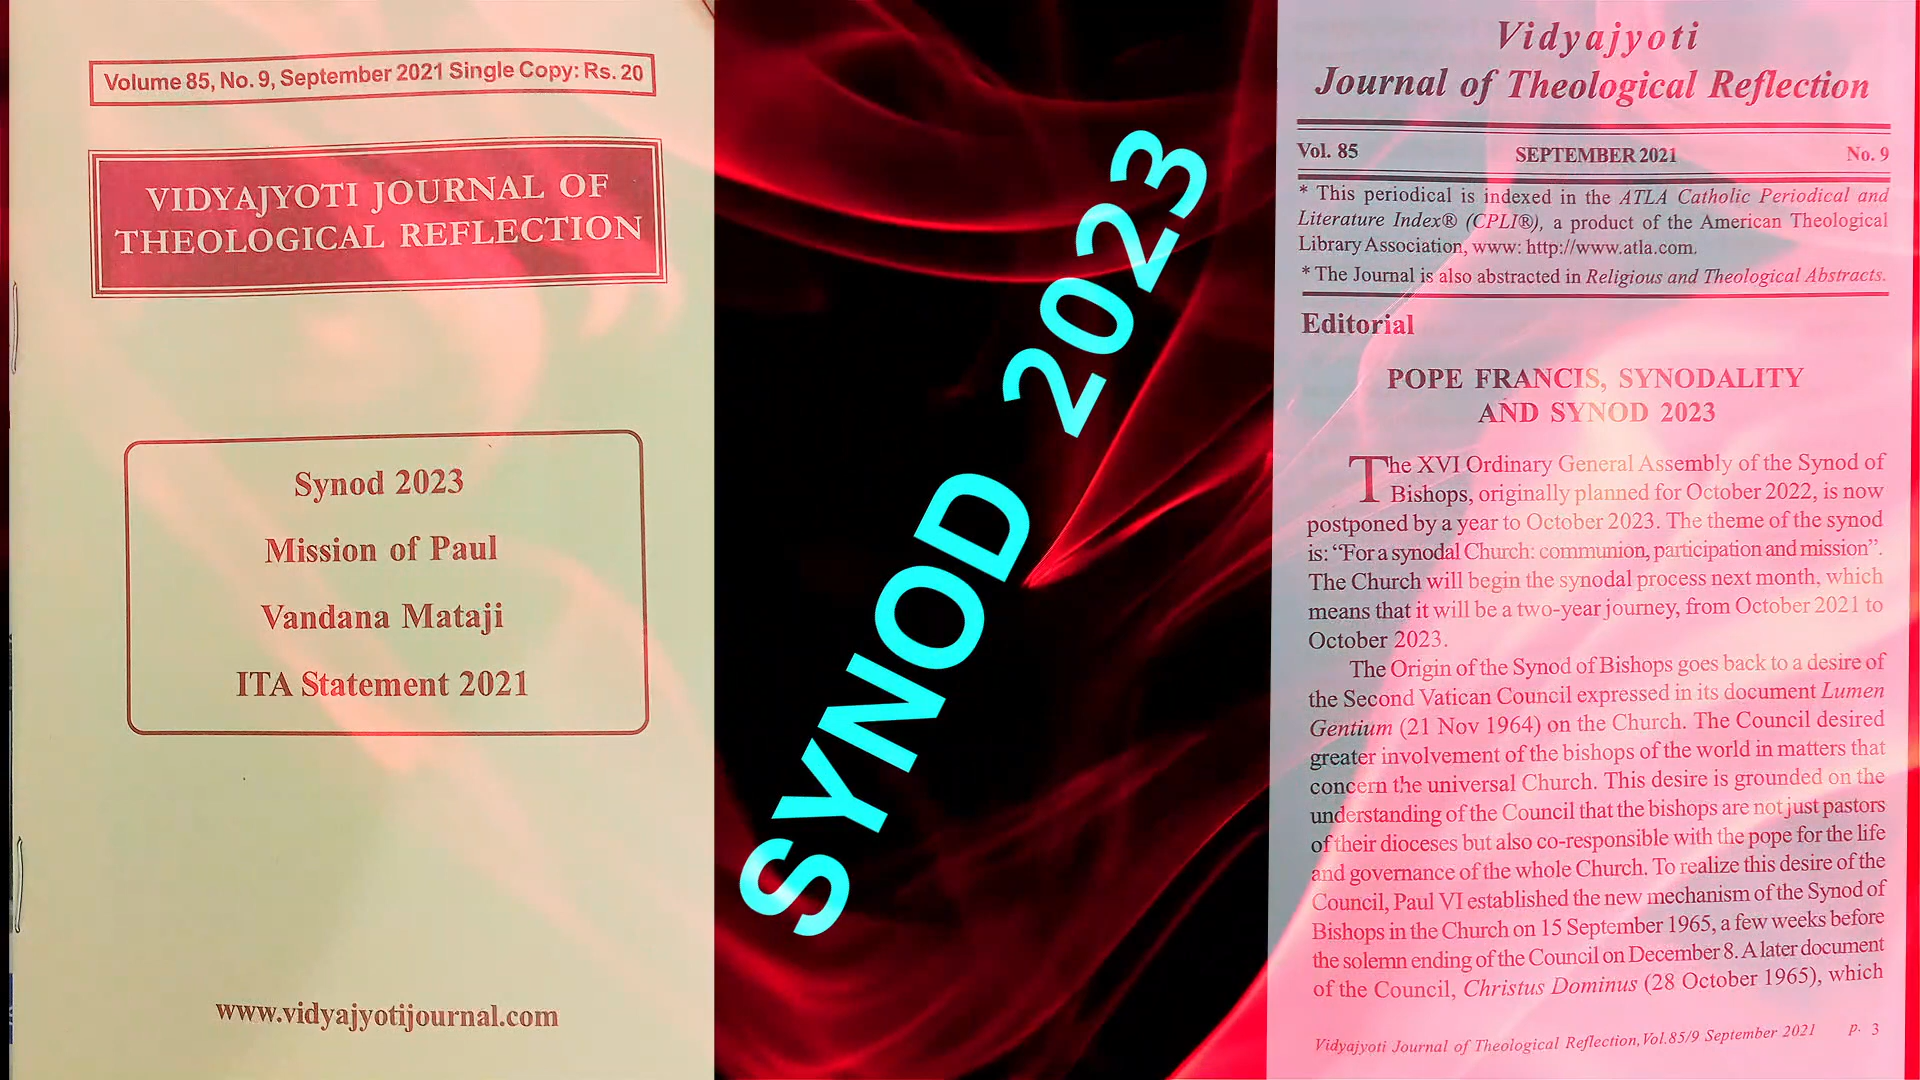 Volume 85, No. 9, September 2021 Single Copy: Rs. 20
VIDYAJYOTI JOURNAL OF
THEOLOGICAL REFLECTION
Synod 2023
Mission of Paul
Vandana Mataji
ITA Statement 2021
www.vidyajyotijournal.com
SYNOD 2023
Vidyajyoti
Journal of Theological Reflection
Vol. 85 SEPTEMBER 2021 No. 9
* This periodical is indexed in the ATLA Catholic Periodical and
Literature Index® (CPLI®), a product of the American Theological
Library Association, www: http://www.atla.com.
* The Journal is also abstracted in Religious and Theological Abstracts.
Editorial
POPE FRANCIS, SYNODALITY
AND SYNOD 2023
The XVI Ordinary General Assembly of the Synod of
Bishops, originally planned for October 2022, is now
postponed by a year to October 2023. The theme of the synod
is: “For a synodal Church: communion, participation and mission”.
The Church will begin the synodal process next month, which
means that it will be a two-year journey, from October 2021 to
October 2023.
The Origin of the Synod of Bishops goes back to a desire of
the Second Vatican Council expressed in its document Lumen
Gentium (21 Nov 1964) on the Church. The Council desired
greater involvement of the bishops of the world in matters that
concern the universal Church. This desire is grounded on the
understanding of the Council that the bishops are not just pastors
of their dioceses but also co-responsible with the pope for the life
and governance of the whole Church. To realize this desire of the
Council, Paul VI established the new mechanism of the Synod of
Bishops in the Church on 15 September 1965, a few weeks before
the solemn ending of the Council on December 8. A later document
of the Council, Christus Dominus (28 October 1965), which
Vidyajyoti Journal of Theological Reflection, Vol.85/9 September 2021 p. 3